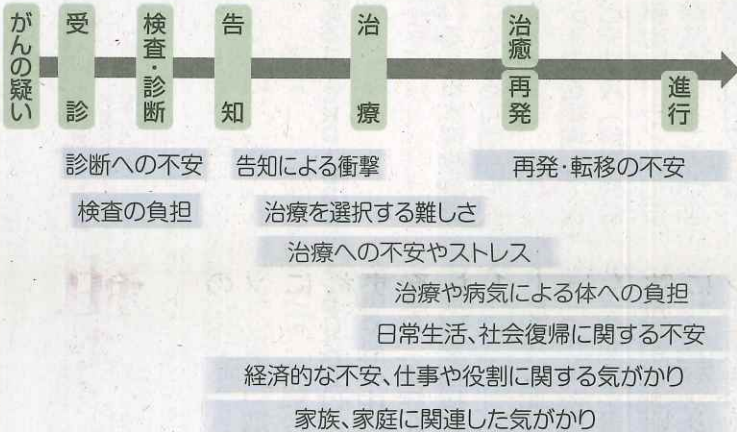 がんの疑い
受診
検査・診断
告知
治療
治癒
再発
進行
診断への不安
告知による衝撃
再発・転移の不安
検査の負担
治療を選択する難しさ
治療への不安やストレス
治療や病気による体への負担
日常生活、社会復帰に関する不安
経済的な不安、仕事や役割に関する気がかり
家族、家庭に関連した気がかり